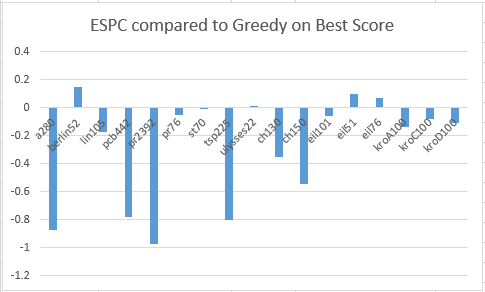 ESPC compared to Greedy on Best Score
0.4
0.2
0
-0.2
-0.4
-0.6
-0.8
-1
-1.2
a280
berlin52
lin105
pcb442
pr2392
pr76
st70
tsp225
ulysses22
ch130
ch150
eil101
eil51
eil76
kroA100
kroC100
kroD100